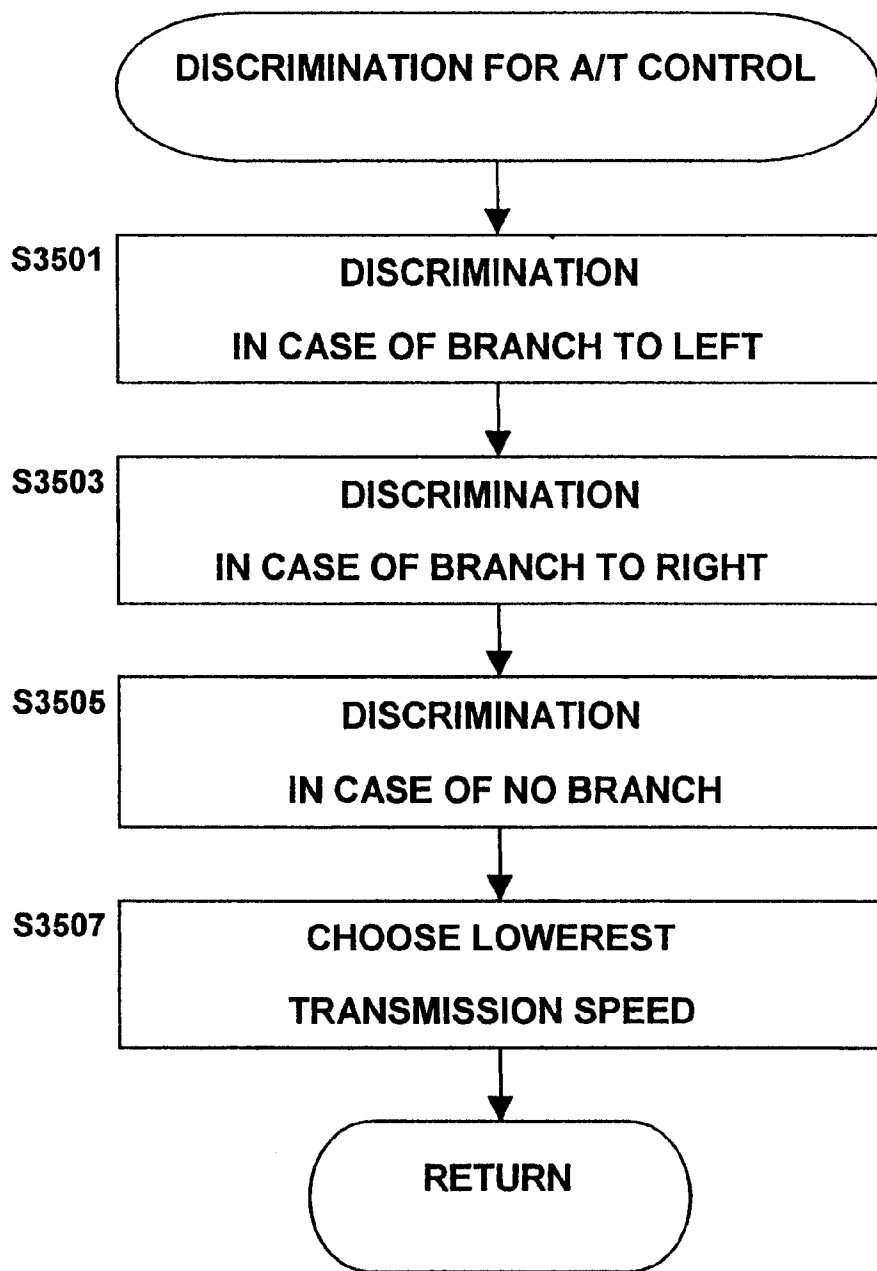 DISCRIMINATION FOR A/T CONTROL
S3501
DISCRIMINATION
IN CASE OF BRANCH TO LEFT
S3503
DISCRIMINATION
IN CASE OF BRANCH TO RIGHT
S3505
DISCRIMINATION
IN CASE OF NO BRANCH
S3507
CHOOSE LOWEREST
TRANSMISSION SPEED
RETURN